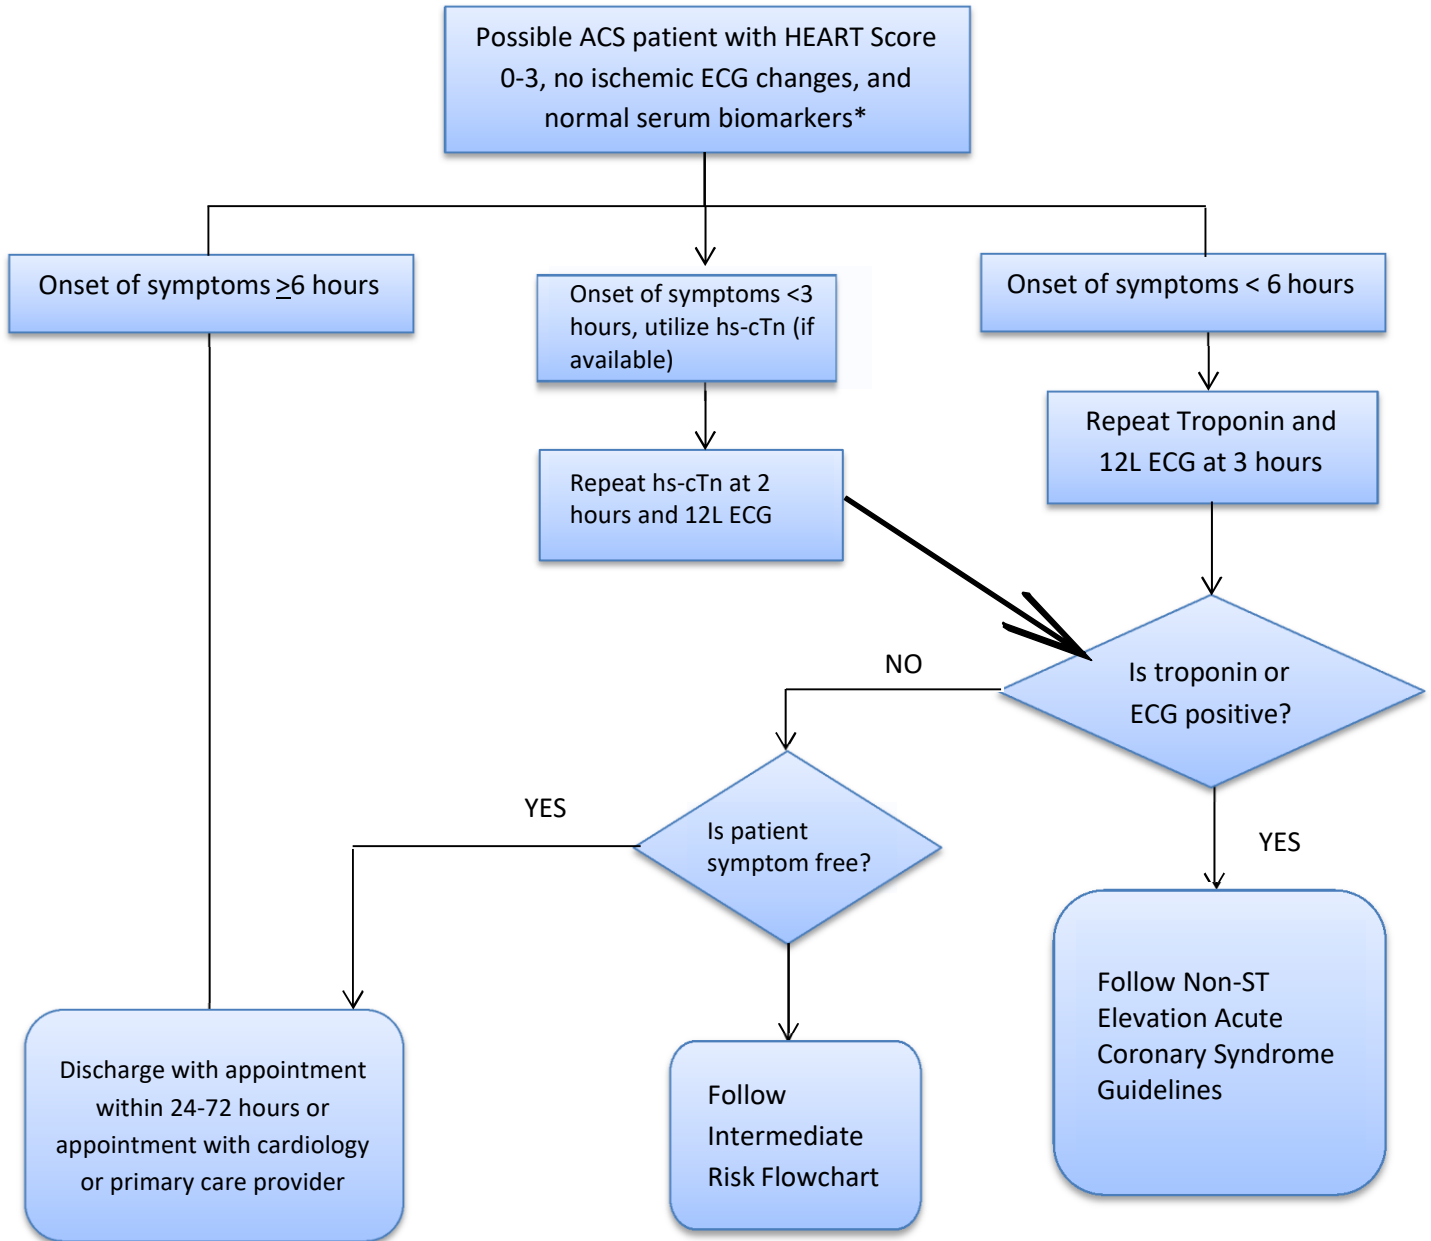 Possible ACS patient with HEART Score
0-3, no ischemic ECG changes, and
normal serum biomarkers*
Onset of symptoms ≥6 hours
Onset of symptoms <3
hours, utilize hs-cTn (if
available)
Onset of symptoms < 6 hours
Repeat hs-cTn at 2
hours and 12L ECG
Repeat Troponin and
12L ECG at 3 hours
Is troponin or
ECG positive?
NO
YES
Is patient
symptom free?
YES
Discharge with appointment
within 24-72 hours or
appointment with cardiology
or primary care provider
Follow
Intermediate
Risk Flowchart
Follow Non-ST
Elevation Acute
Coronary Syndrome
Guidelines